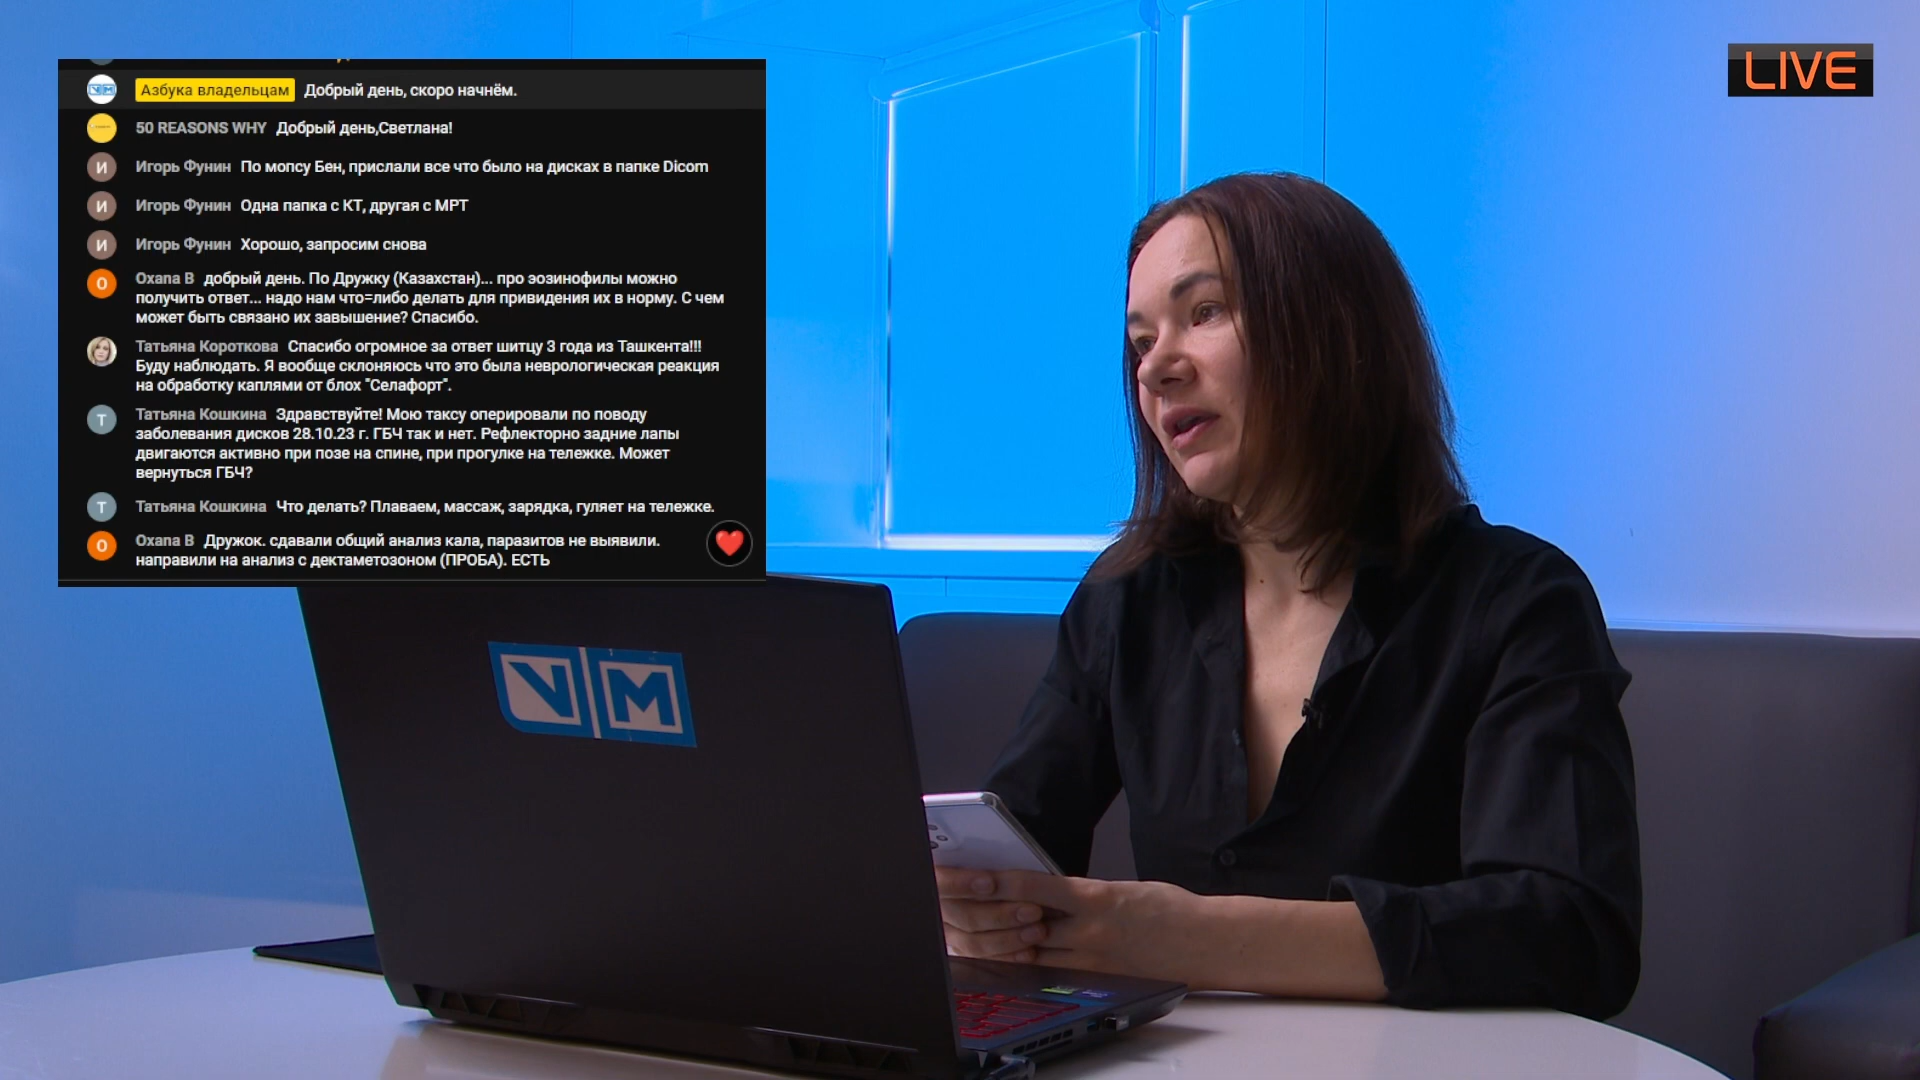 Азбука владельцам Добрый день, скоро начнём.
50 REASONS WHY Добрый день,Светлана!
И Игорь Фунин По мопсу Бен, прислали все что было на дисках в папке Dicom
И Игорь Фунин Одна папка с КТ, другая с МРТ
И Игорь Фунин Хорошо, запросим снова
О Oxana B добрый день. По Дружку (Казахстан)... про эозинофилы можно
получить ответ... надо нам что=либо делать для привидения их в норму. С чем
может быть связано их завышение? Спасибо.
Татьяна Короткова Спасибо огромное за ответ шитцу 3 года из Ташкента!!!
Буду наблюдать. Я вообще склоняюсь что это была неврологическая реакция
на обработку каплями от блох "Селафорт".
Т Татьяна Кошкина Здравствуйте! Мою таксу оперировали по поводу
заболевания дисков 28.10.23 г. ГБЧ так и нет. Рефлекторно задние лапы
двигаются активно при позе на спине, при прогулке на тележке. Может
вернуться ГБЧ?
Т Татьяна Кошкина Что делать? Плаваем, массаж, зарядка, гуляет на тележке.
О Oxana B Дружок. сдавали общий анализ кала, паразитов не выявили.
направили на анализ с дектаметозоном (ПРОБА). ЕСТЬ
LIVE
VM